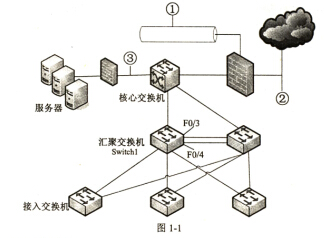 ①
③
②
服务器
核心交换机
F0/3
汇聚交换机
Switch1
F0/4
接入交换机
图 1-1